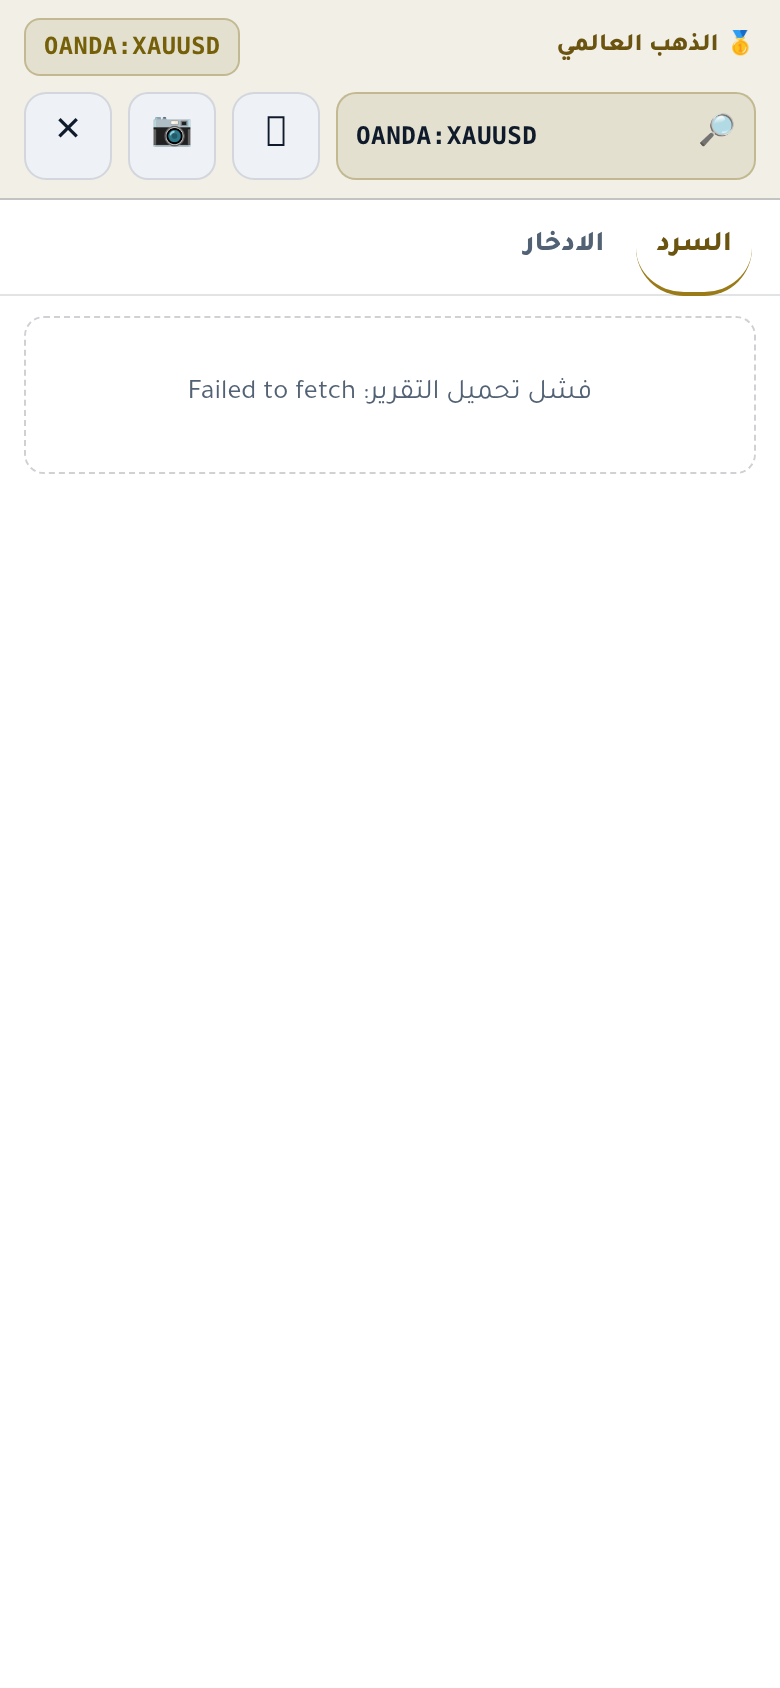 🥇 الذهب العالمي
OANDA:XAUUSD
🔎 OANDA:XAUUSD
📷
✕
السرد
الادخار
فشل تحميل التقرير: Failed to fetch